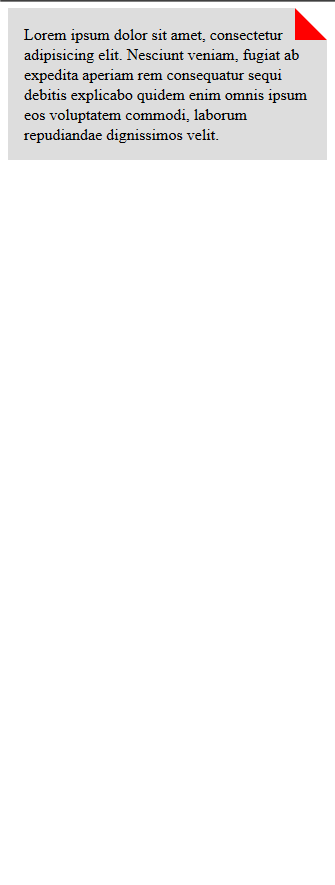 Lorem ipsum dolor sit amet, consectetur
adipisicing elit. Nesciunt veniam, fugiat ab
expedita aperiam rem consequatur sequi
debitis explicabo quidem enim omnis ipsum
eos voluptatem commodi, laborum
repudiandae dignissimos velit.